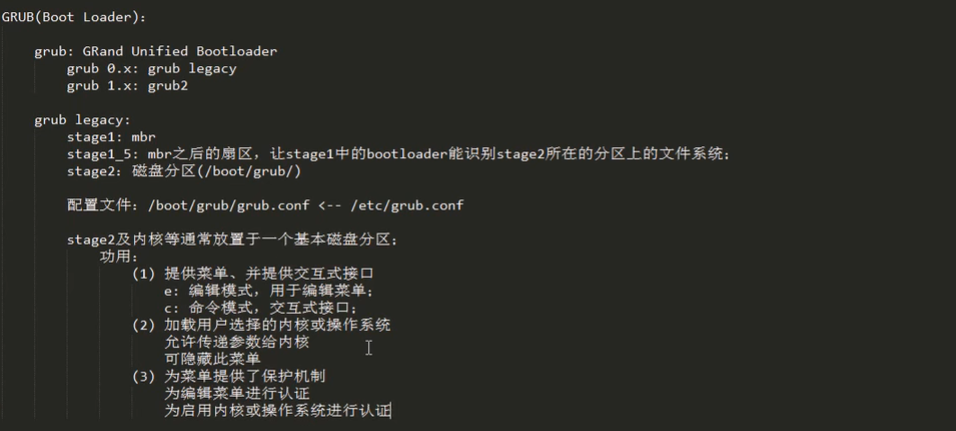 GRUB(Boot Loader):
grub: GRand Unified Bootloader
grub 0.x: grub legacy
grub 1.x: grub2
grub legacy:
stage1: mbr
stage1_5: mbr之后的扇区，让stage1中的bootloader能识别stage2所在的分区上的文件系统；
stage2: 磁盘分区(/boot/grub/)
配置文件: /boot/grub/grub.conf <-- /etc/grub.conf
stage2及内核等通常放置于一个基本磁盘分区；
功用：
(1) 提供菜单、并提供交互式接口
e: 编辑模式，用于编辑菜单；
c: 命令模式，交互式接口；
(2) 加载用户选择的内核或操作系统
允许传递参数给内核
可隐藏此菜单
(3) 为菜单提供了保护机制
为编辑菜单进行认证
为启用内核或操作系统进行认证